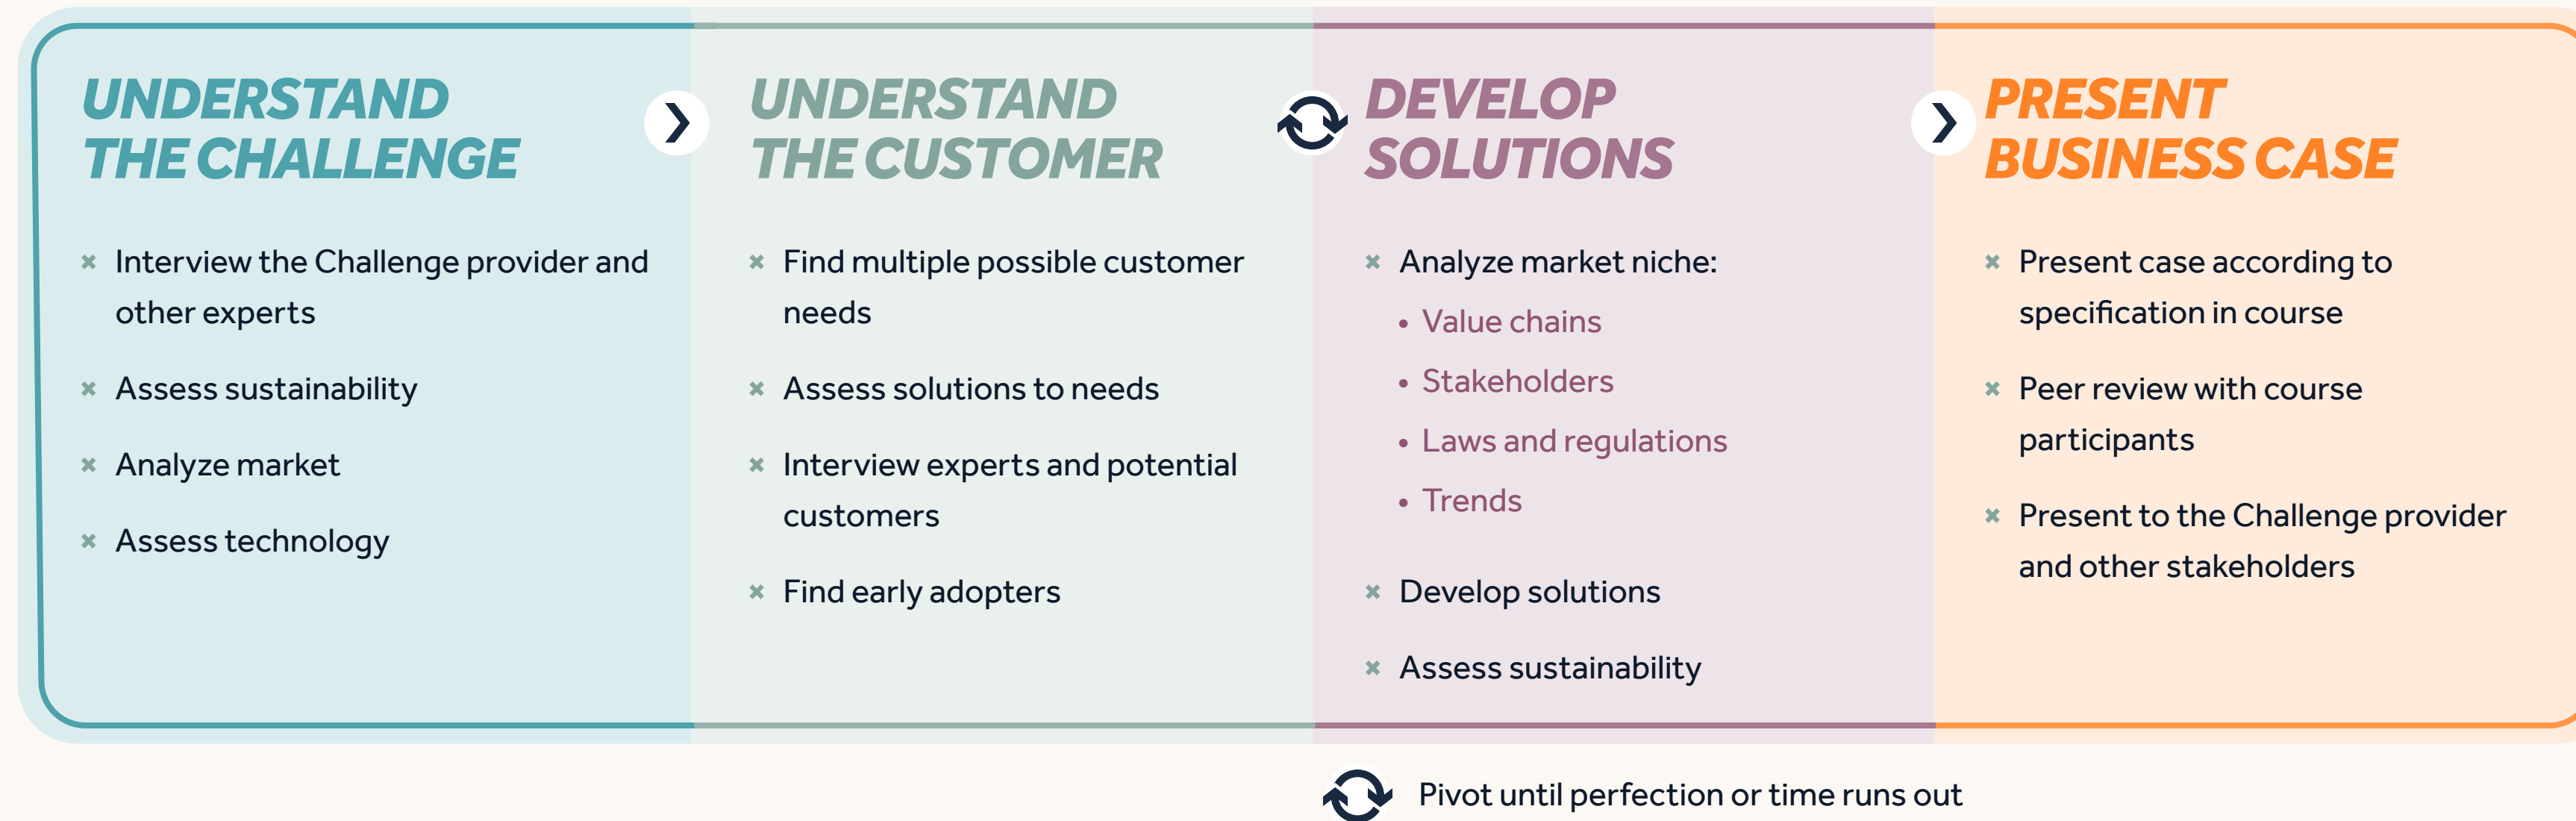 UNDERSTAND
THE CHALLENGE
Interview the Challenge provider and
other experts
Assess sustainability
Analyze market
Assess technology
UNDERSTAND
THE CUSTOMER
Find multiple possible customer
needs
Assess solutions to needs
Interview experts and potential
customers
Find early adopters
DEVELOP
SOLUTIONS
Analyze market niche:
• Value chains
• Stakeholders
• Laws and regulations
• Trends
Develop solutions
Assess sustainability
PRESENT
BUSINESS CASE
Present case according to
specification in course
Peer review with course
participants
Present to the Challenge provider
and other stakeholders
Pivot until perfection or time runs out